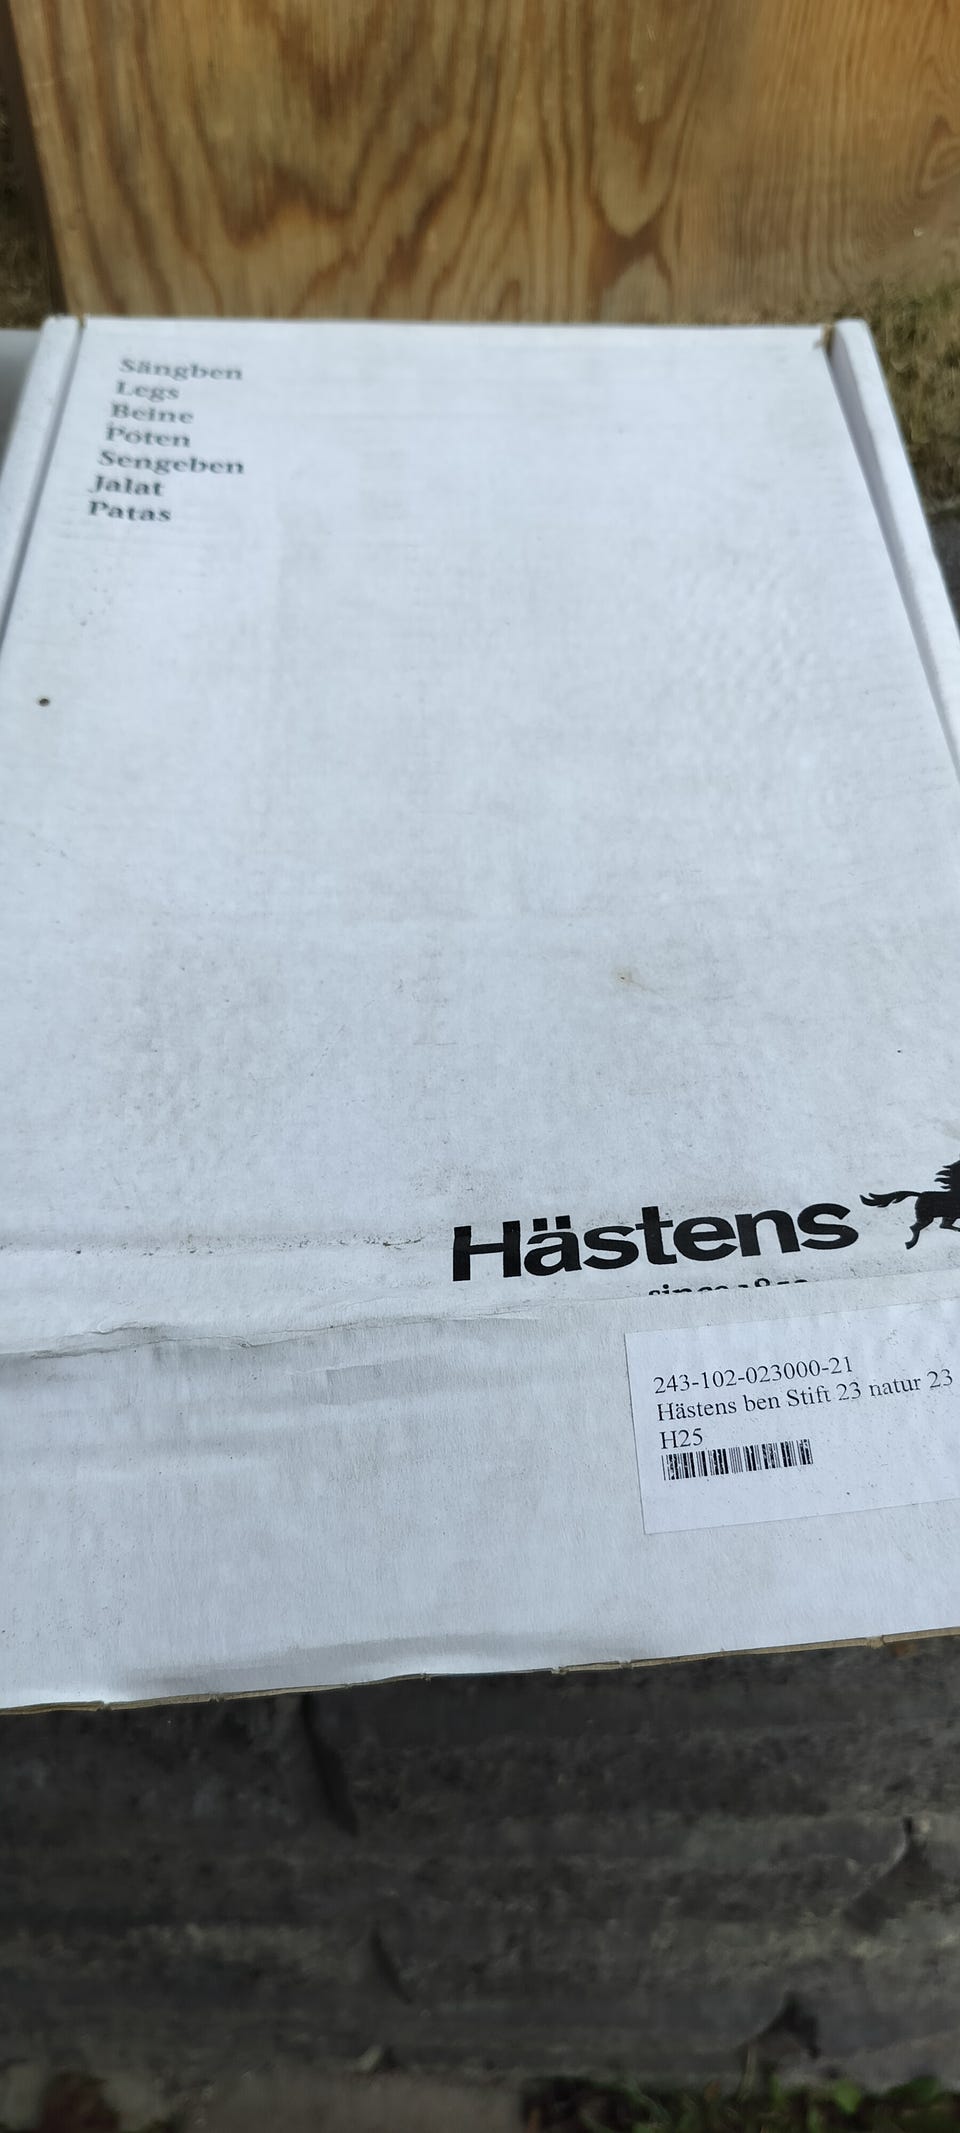 Sängben
Legs
Beine
Poten
Sengeben
Jalat
Patas
Hästens
since
243-102-023000-21
Hästens ben Stift 23 natur 23
H25